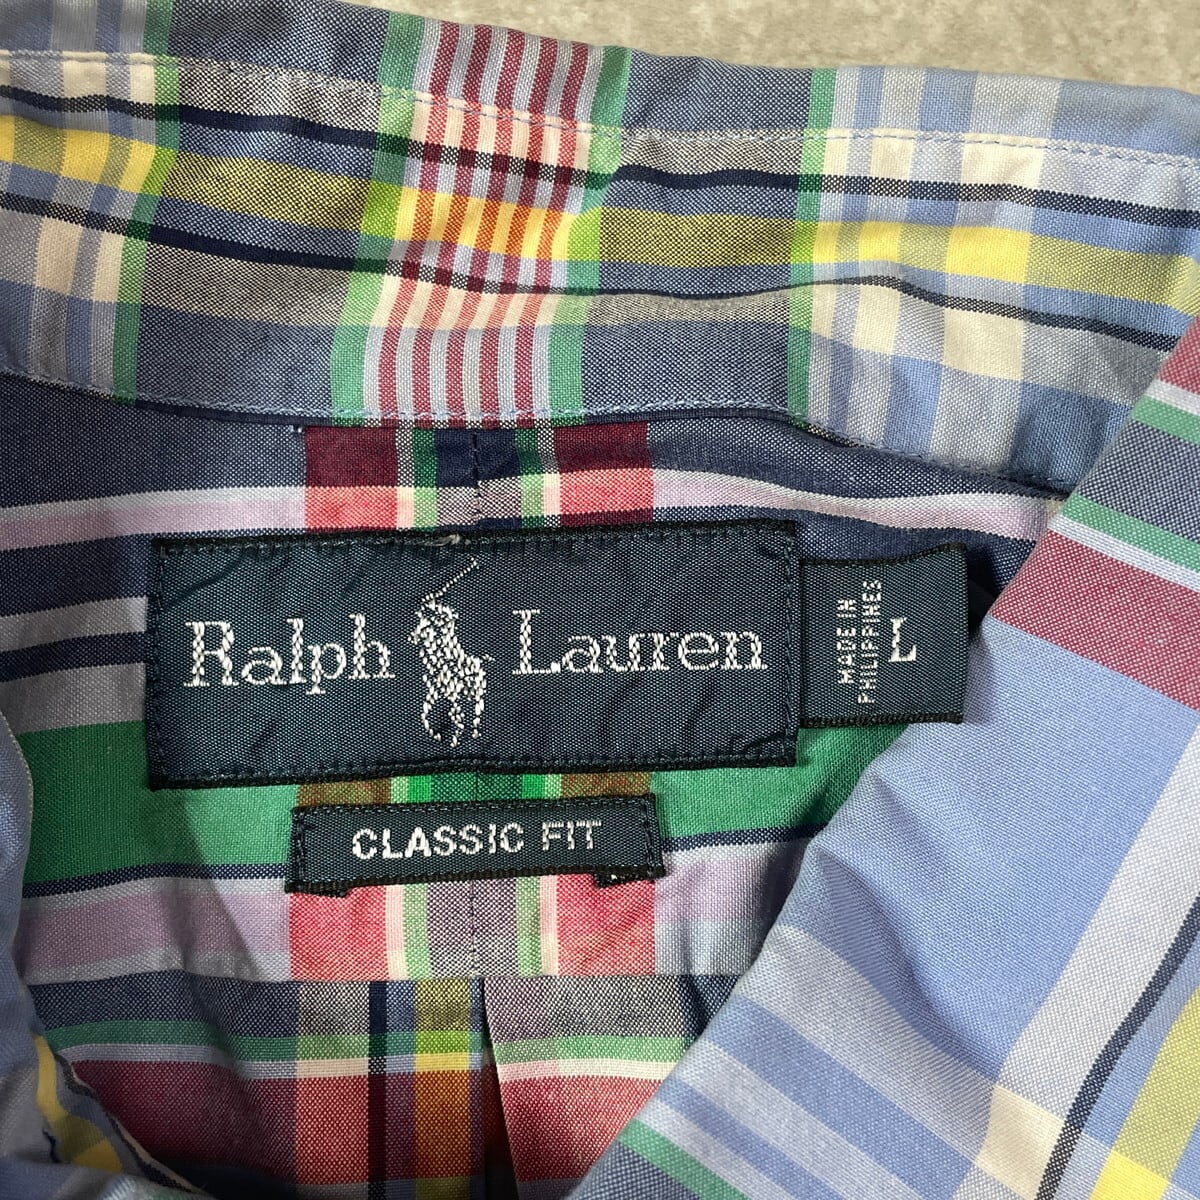 Ralph Lauren
MADE IN
PHILIPPINES
L
CLASSIC FIT